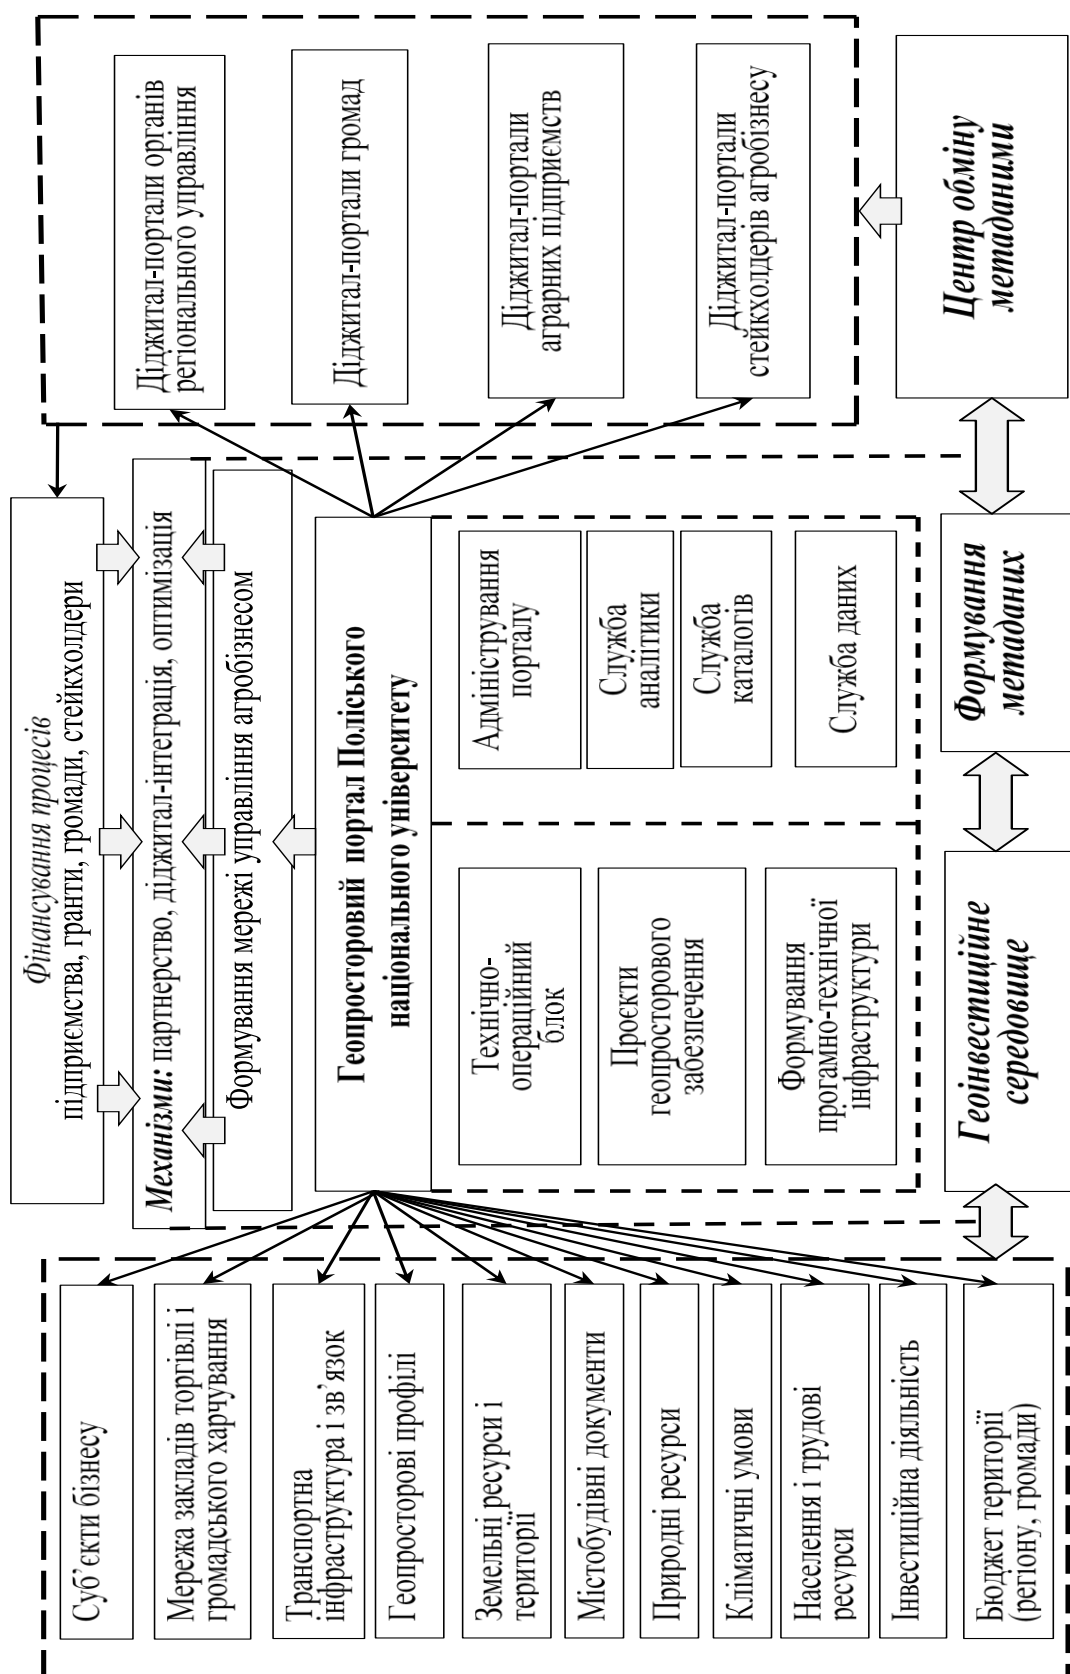 Фінансування процесів
підприємства, гранти, громади, стейкхолдери
Механізми: партнерство, діджитал-інтеграція, оптимізація
Формування мережі управління агробізнесом
Суб'єкти бізнесу
Мережа закладів торгівлі і
громадського харчування
Транспортна
інфраструктура і зв'язок
Геопросторові профілі
Земельні ресурси і
території
Містобудівні документи
Природні ресурси
Кліматичні умови
Населення і трудові
ресурси
Інвестиційна діяльність
Бюджет території
(регіону, громади)
Геопросторовий портал Поліського
національного університету
Технічно-
операційний
блок
Проєкти
геопросторового
забезпечення
Формування
прогамно-технічної
інфраструктури
Адміністрування
порталу
Служба
аналітики
Служба
каталогів
Служба даних
Діджитал-портали органів
регіонального управління
Діджитал-портали громад
Діджитал-портали
аграрних підприємств
Діджитал-портали
стейкхолдерів агробізнесу
Геоінвестиційне
середовище
Формування
метаданих
Центр обміну
метаданими